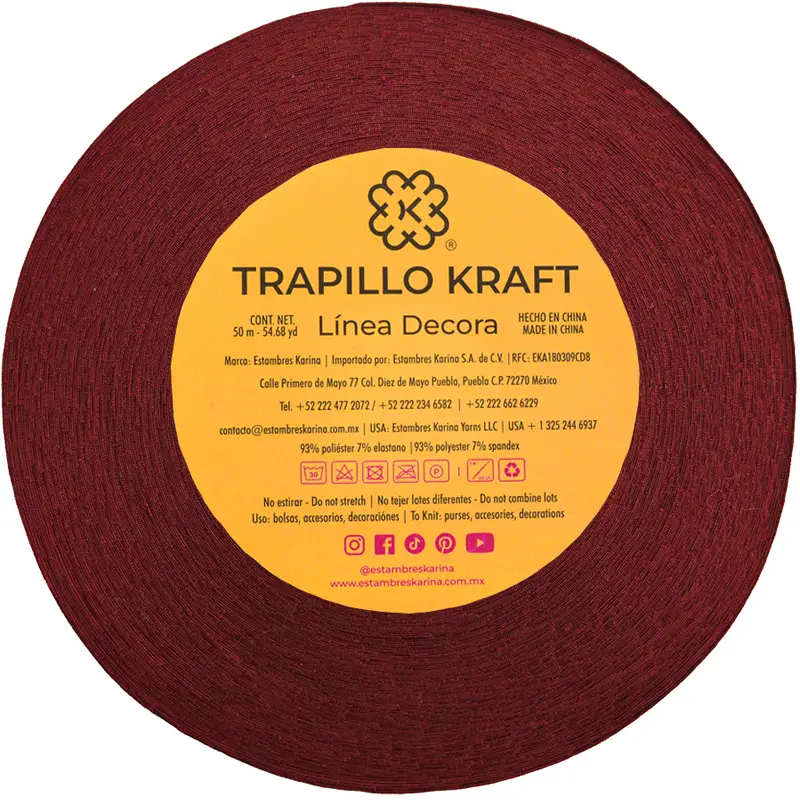 K
®
TRAPILLO KRAFT
CONT. NET.
50 m - 54.68 yd
Línea Decora
HECHO EN CHINA
MADE IN CHINA
Marca: Estambres Karina | Importado por: Estambres Karina S.A. de C.V. | RFC: EKA180309CD8
Calle Primero de Mayo 77 Col. Diez de Mayo Puebla, Puebla C.P. 72270 México
Tel. +52 222 477 2072 / +52 222 234 6582 | +52 222 662 6229
contacto@estambreskarina.com.mx | USA: Estambres Karina Yarns LLC | USA + 1 325 244 6937
93% poliéster 7% elastano | 93% polyester 7% spandex
30 P
No estirar - Do not stretch | No tejer lotes diferentes - Do not combine lots
Uso: bolsas, accesorios, decoraciónes | To Knit: purses, accesories, decorations
@estambreskarina
www.estambreskarina.com.mx